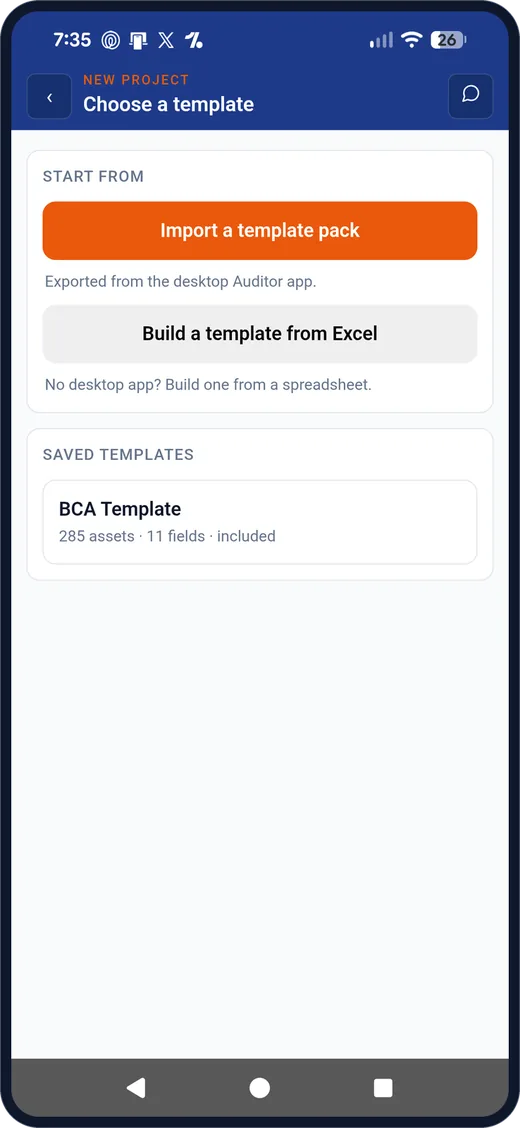 7:35
26
NEW PROJECT
Choose a template
START FROM
Import a template pack
Exported from the desktop Auditor app.
Build a template from Excel
No desktop app? Build one from a spreadsheet.
SAVED TEMPLATES
BCA Template
285 assets · 11 fields · included